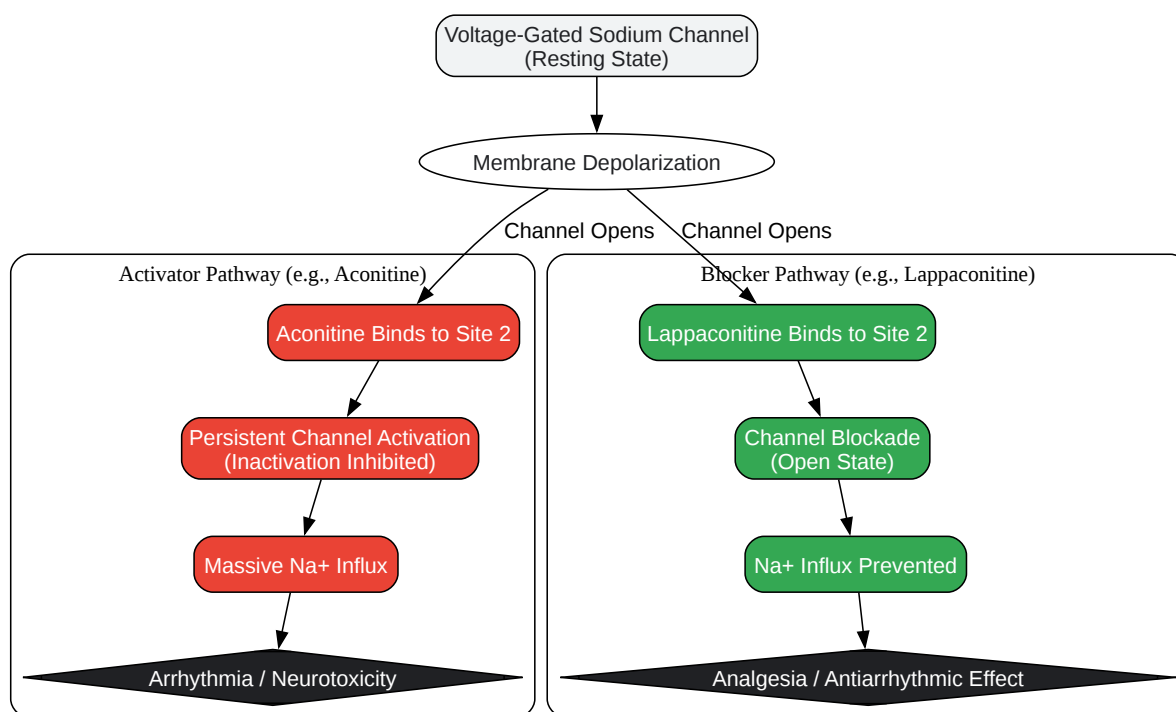 Voltage-Gated Sodium Channel
(Resting State)
Membrane Depolarization
Channel Opens
Channel Opens
Activator Pathway (e.g., Aconitine)
Aconitine Binds to Site 2
Persistent Channel Activation
(Inactivation Inhibited)
Massive Na+ Influx
Arrhythmia / Neurotoxicity
Blocker Pathway (e.g., Lappaconitine)
Lappaconitine Binds to Site 2
Channel Blockade
(Open State)
Na+ Influx Prevented
Analgesia / Antiarrhythmic Effect